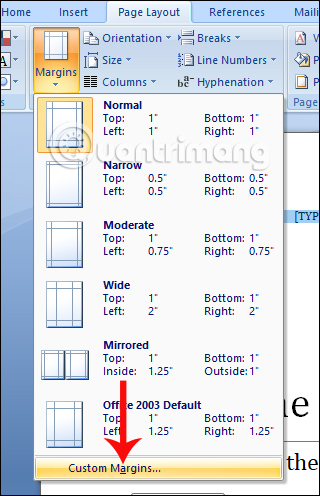 Home Insert Page Layout References Mailin
Margins
Orientation Breaks
Size Line Numbers
Columns Hyphenation
Normal
Top: 1" Bottom: 1"
Left: 1" Right: 1"
Quantrimang
Narrow
Top: 0.5" Bottom: 0.5"
Left: 0.5" Right: 0.5"
[TYP
Moderate
Top: 1" Bottom: 1"
Left: 0.75" Right: 0.75"
Wide
Top: 1" Bottom: 1"
Left: 2" Right: 2"
Mirrored
Top: 1" Bottom: 1"
Inside: 1.25" Outside: 1"
Office 2003 Default
Top: 1" Bottom: 1"
Left: 1.25" Right: 1.25"
ne
Custom Margins...
the